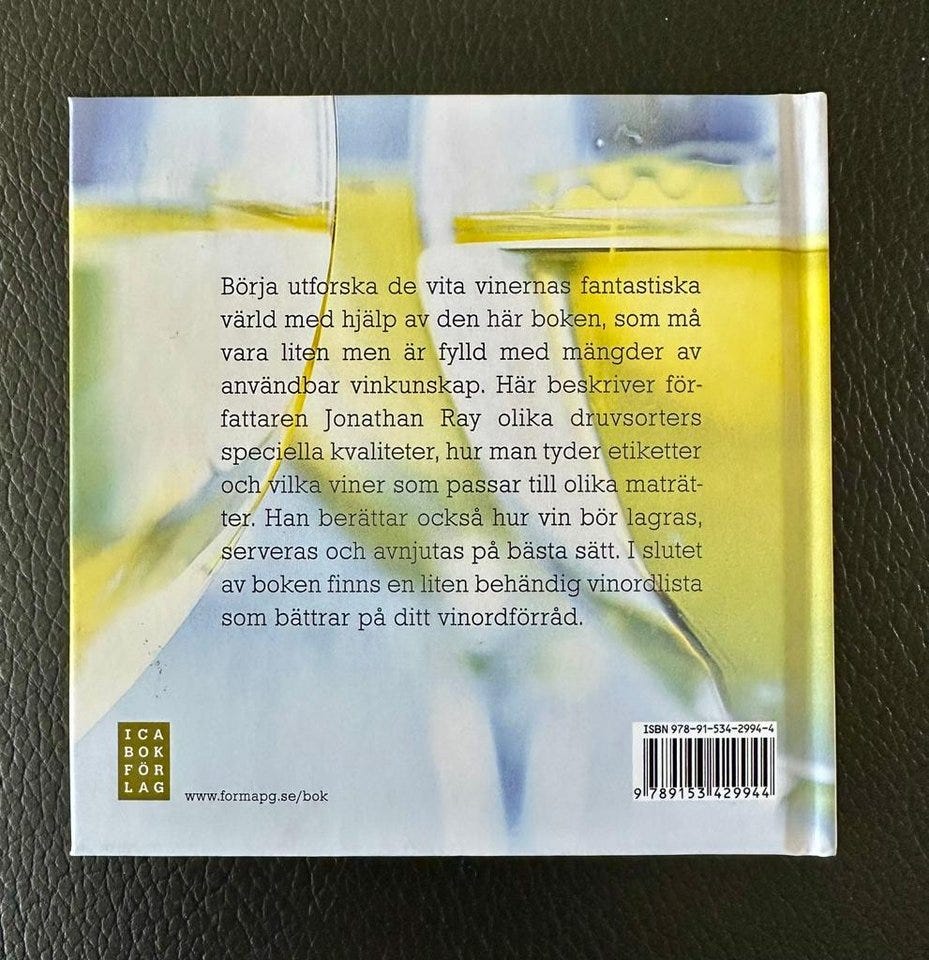 Börja utforska de vita vinernas fantastiska
värld med hjälp av den här boken, som må
vara liten men är fylld med mängder av
användbar vinkunskap. Här beskriver för-
fattaren Jonathan Ray olika druvsorters
speciella kvaliteter, hur man tyder etiketter
och vilka viner som passar till olika maträt-
ter. Han berättar också hur vin bör lagras,
serveras och avnjutas på bästa sätt. I slutet
av boken finns en liten behändig vinordlista
som bättrar på ditt vinordförråd.
ICA
BOK
FÖR
LAG
www.formapg.se/bok
ISBN 978-91-534-2994-4
9 789153 429944